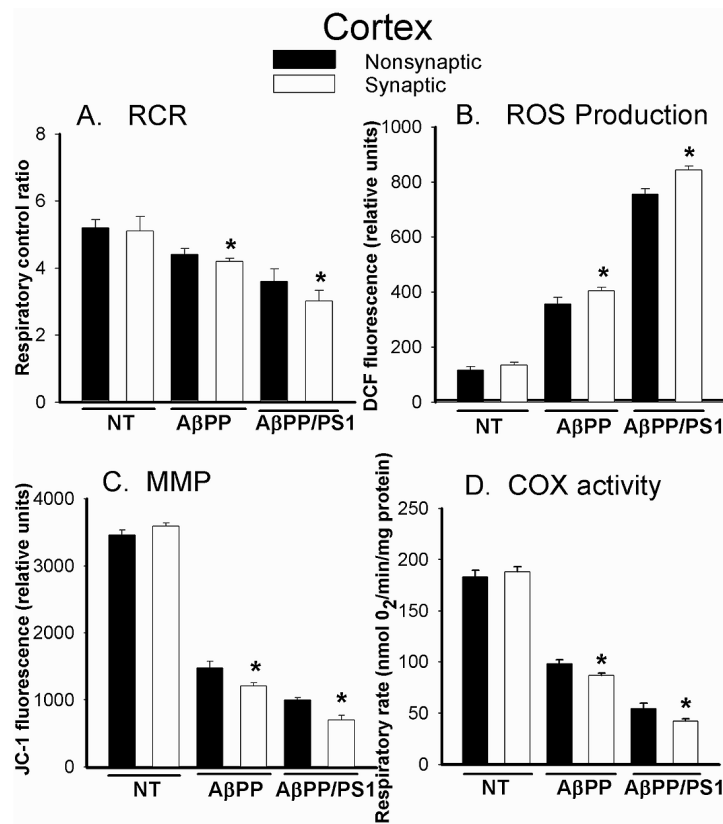 Cortex
Nonsynaptic
Synaptic
A. RCR
Respiratory control ratio
8
6
4
2
0
*
*
NT
AβPP
AβPP/PS1
B. ROS Production
DCF fluorescence (relative units)
1000
800
600
400
200
0
*
*
NT
AβPP
AβPP/PS1
C. MMP
JC-1 fluorescence (relative units)
4000
3000
2000
1000
0
*
*
NT
AβPP
AβPP/PS1
D. COX activity
Respiratory rate (nmol 0₂/min/mg protein)
250
200
150
100
50
0
*
*
NT
AβPP
AβPP/PS1